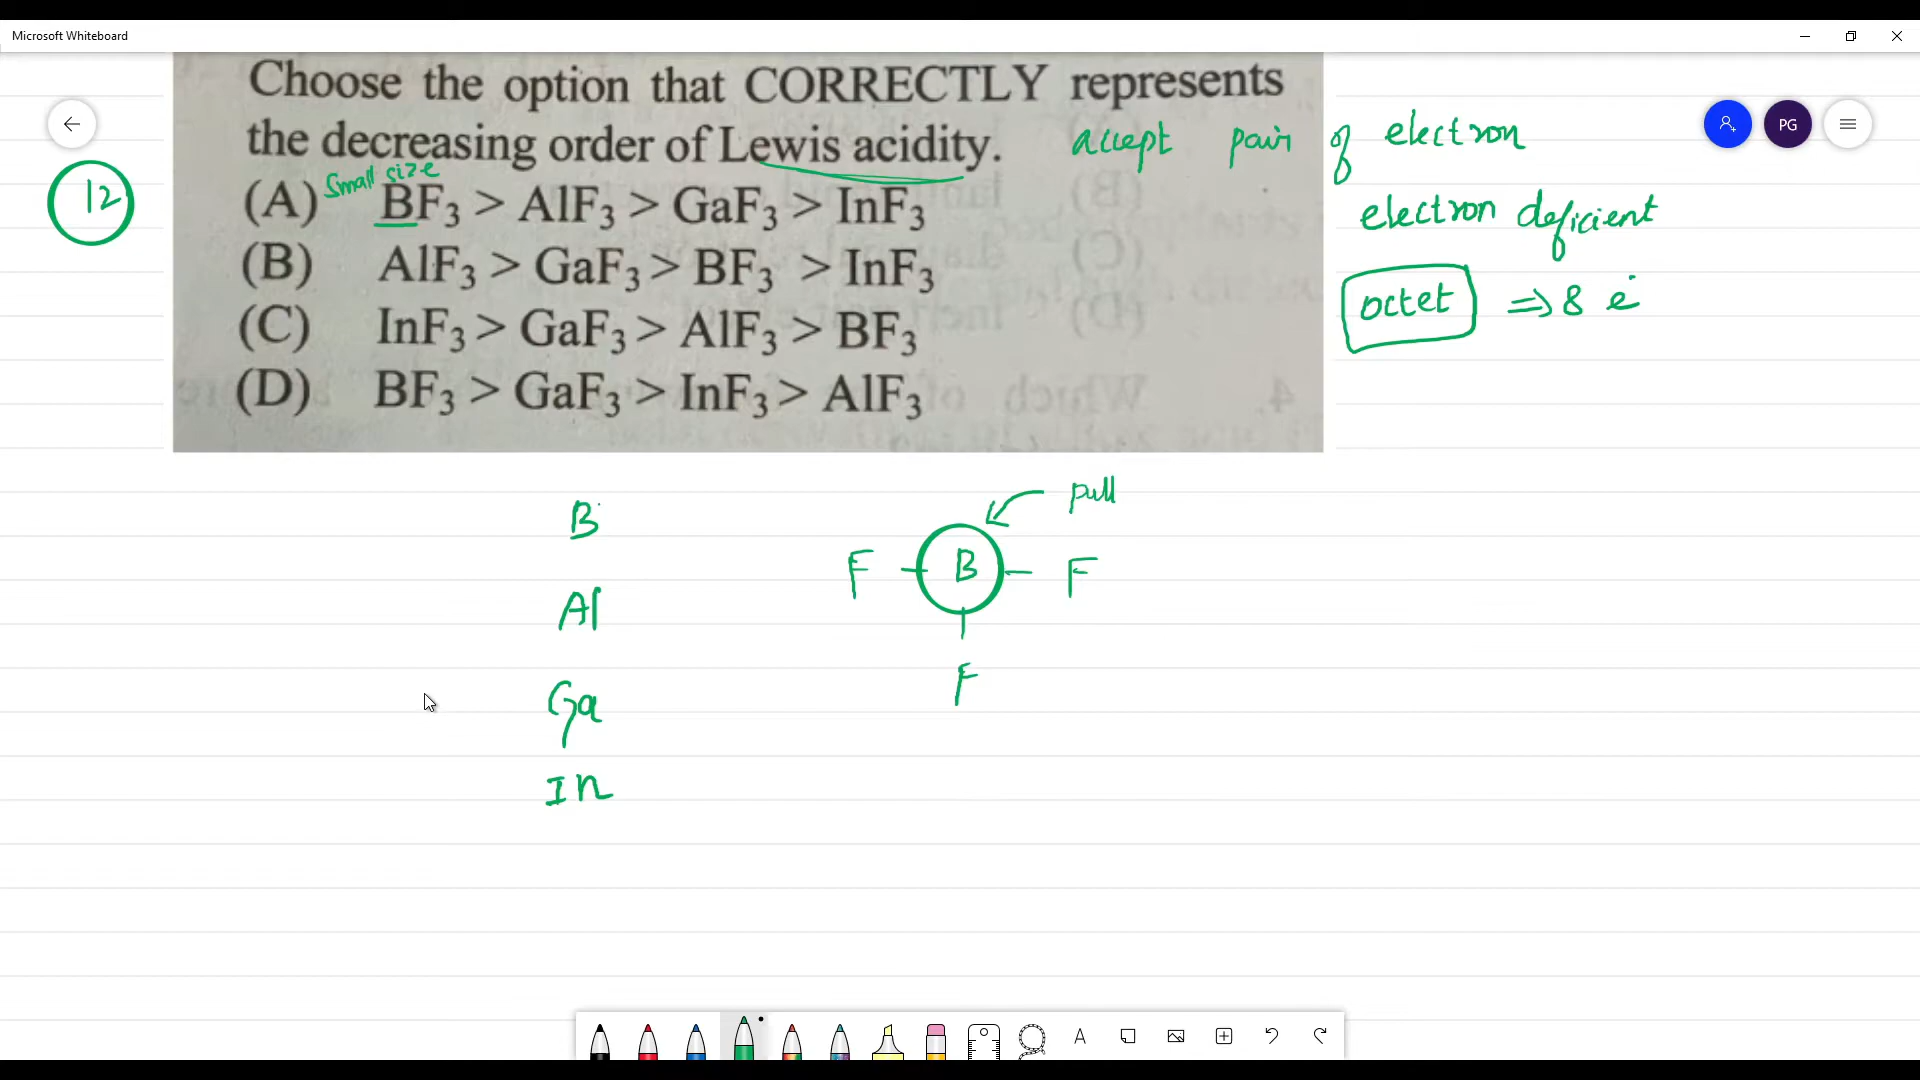 Microsoft Whiteboard
Choose the option that CORRECTLY represents
the decreasing order of Lewis acidity. accept pair of electron
PG
12
Small size
electron deficient
(A) BF₃ > AlF₃ > GaF₃ > InF₃
(B) AlF₃ > GaF₃ > BF₃ > InF₃
octet ⇒ 8 e⁻
(C) InF₃ > GaF₃ > AlF₃ > BF₃
(D) BF₃ > GaF₃ > InF₃ > AlF₃
B
pull
F - B - F
Al
F
Ga
In
A